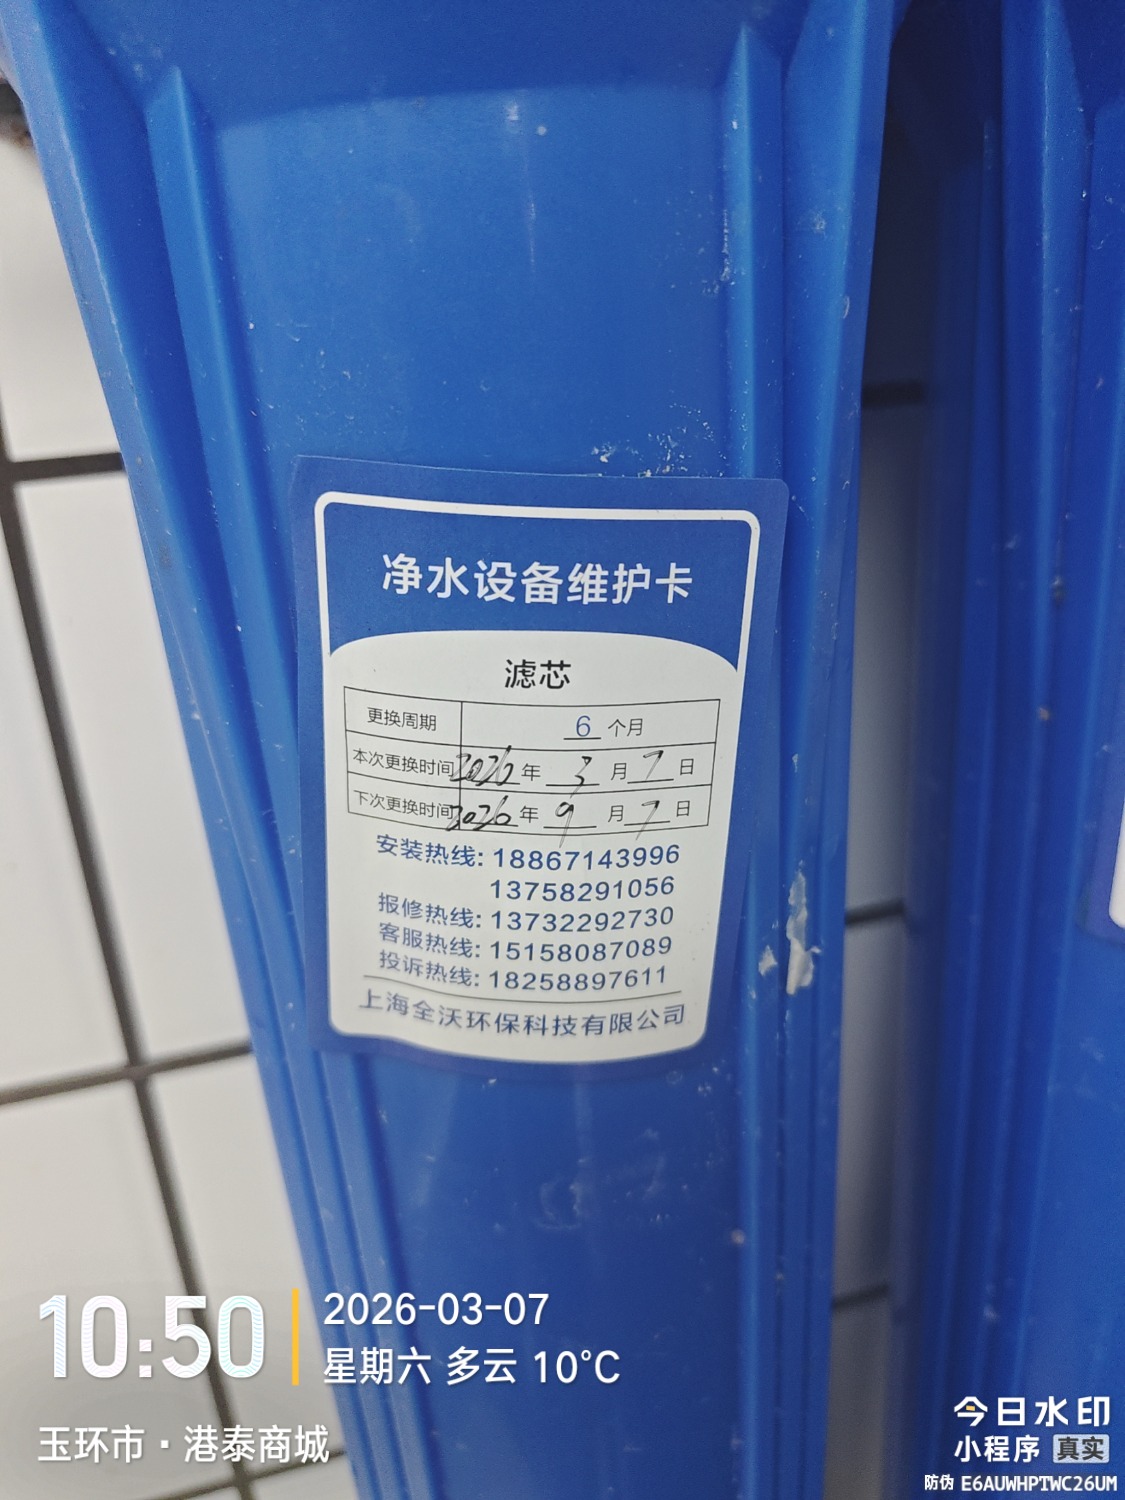 净水设备维护卡
滤芯
更换周期 6 个月
本次更换时间 2026 年 3 月 7 日
下次更换时间 2026 年 9 月 7 日
安装热线: 18867143996
13758291056
报修热线: 13732292730
客服热线: 15158087089
投诉热线: 18258897611
上海全沃环保科技有限公司
10:50
2026-03-07
星期六 多云 10°C
玉环市·港泰商城
今日水印
小程序 真实
防伪 E6AUWHPTWC26UM